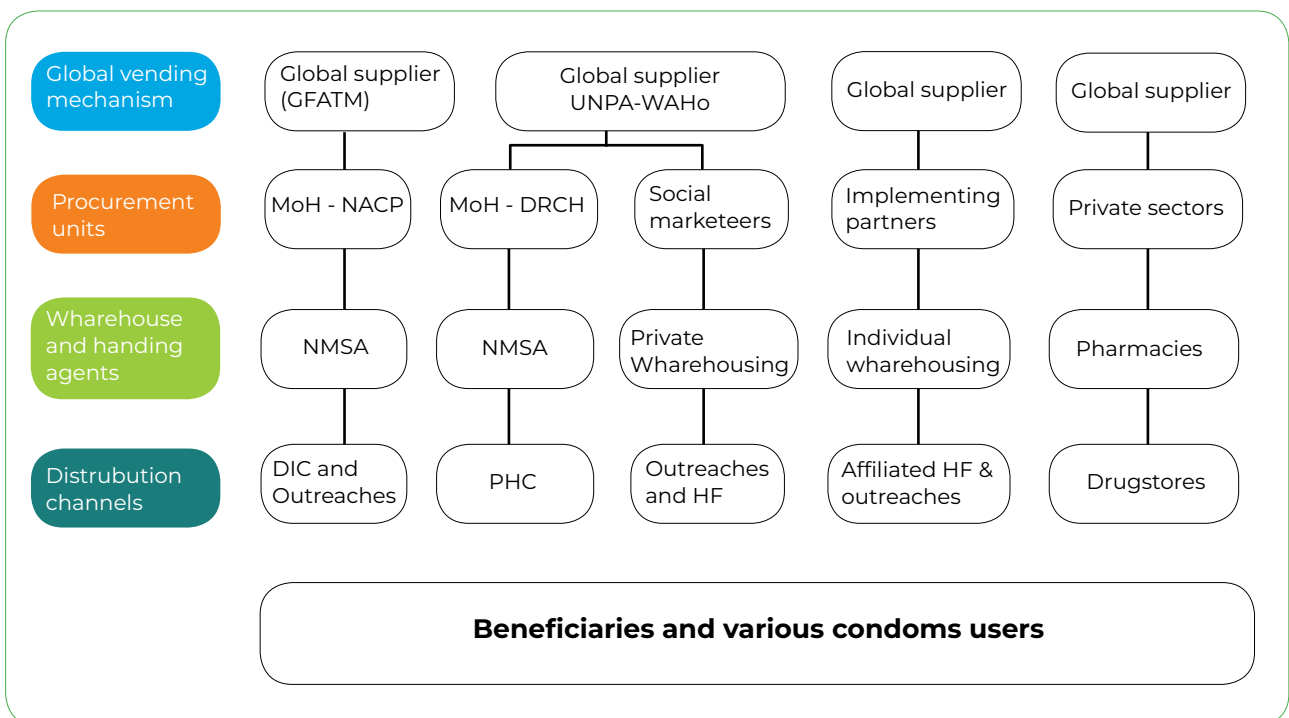 Global vending
mechanism
Global supplier
(GFATM)
Global supplier
UNPA-WAHo
Global supplier
Global supplier
Procurement
units
MoH - NACP
MoH - DRCH
Social
marketeers
Implementing
partners
Private sectors
Wharehouse
and handing
agents
NMSA
NMSA
Private
Wharehousing
Individual
wharehousing
Pharmacies
Distrubution
channels
DIC and
Outreaches
PHC
Outreaches
and HF
Affiliated HF &
outreaches
Drugstores
Beneficiaries and various condoms users